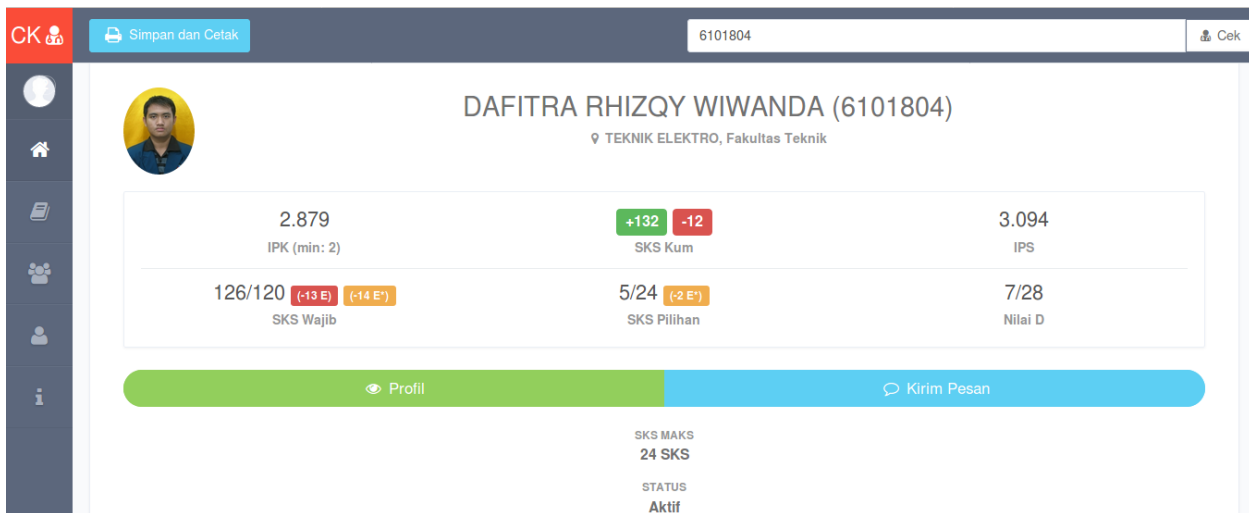 CK
Simpan dan Cetak
6101804
Cek
DAFITRA RHIZQY WIWANDA (6101804)
TEKNIK ELEKTRO, Fakultas Teknik
2.879
IPK (min: 2)
+132 -12
SKS Kum
3.094
IPS
126/120 (-13 E) (-14 E*)
SKS Wajib
5/24 (-2 E*)
SKS Pilihan
7/28
Nilai D
Profil
Kirim Pesan
SKS MAKS
24 SKS
STATUS
Aktif